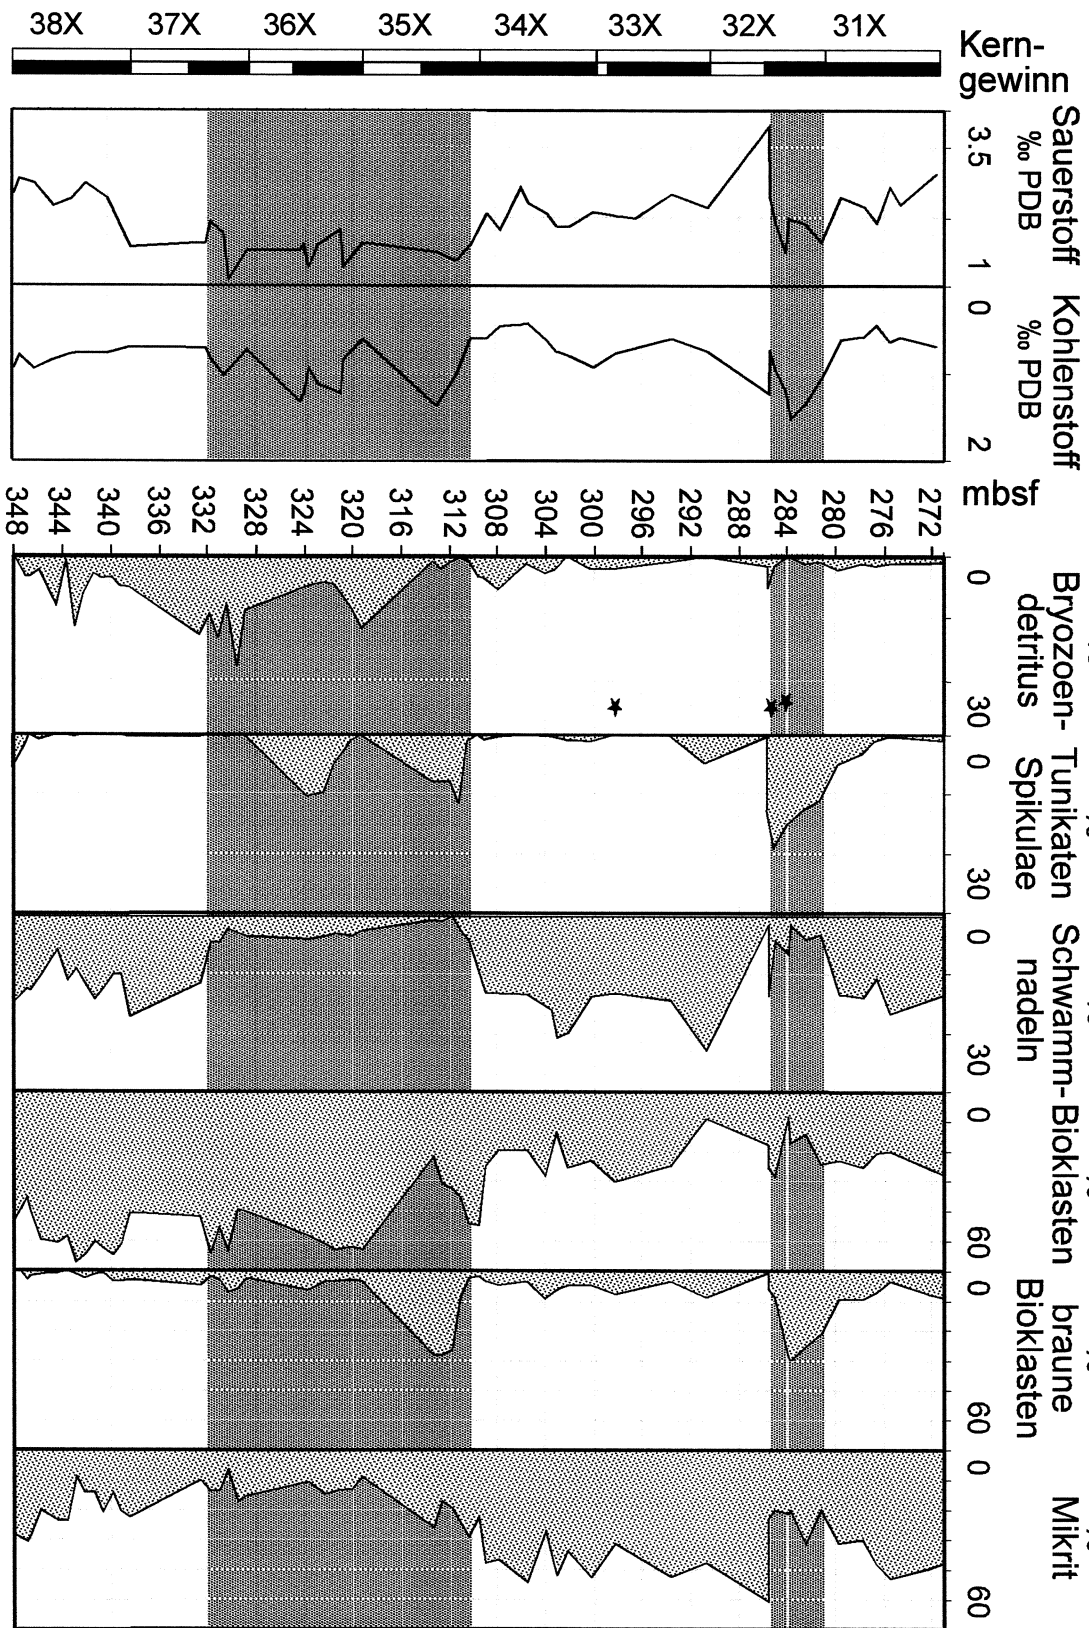 Kern-
gewinn
31X
32X
33X
34X
35X
36X
37X
38X
Sauerstoff
‰ PDB
3.5 1
Kohlenstoff
‰ PDB
0 2
mbsf
272
276
280
284
288
292
296
300
304
308
312
316
320
324
328
332
336
340
344
348
Bryozoen-
detritus
0 30
Tunikaten
Spikulae
0 30
Schwamm-
nadeln
0 30
Bioklasten
0 60
braune
Bioklasten
0 60
Mikrit
0 60